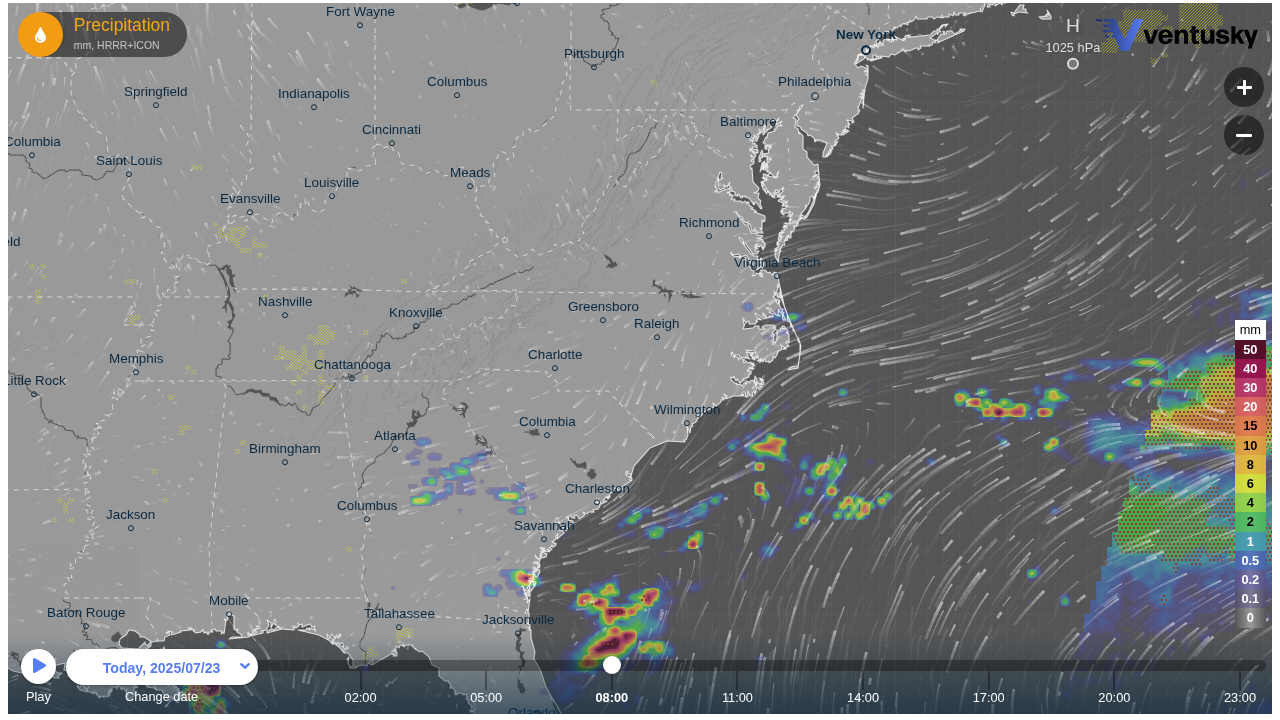 Precipitation
mm, HRRR+ICON
Fort Wayne
New York
H
1025 hPa
ventusky
Pittsburgh
Springfield
Indianapolis
Columbus
Philadelphia
Baltimore
Columbia
Cincinnati
Saint Louis
Louisville
Meads
Evansville
Richmond
eld
Virginia Beach
Nashville
Knoxville
Greensboro
Raleigh
mm
50
40
30
20
15
10
8
6
4
2
1
0.5
0.2
0.1
0
Memphis
Chattanooga
Charlotte
Little Rock
Wilmington
Columbia
Atlanta
Birmingham
Charleston
Columbus
Jackson
Savannah
Mobile
Baton Rouge
Tallahassee
Jacksonville
Today, 2025/07/23
Play
Change date
02:00
05:00
08:00
11:00
14:00
17:00
20:00
23:00
Orlando